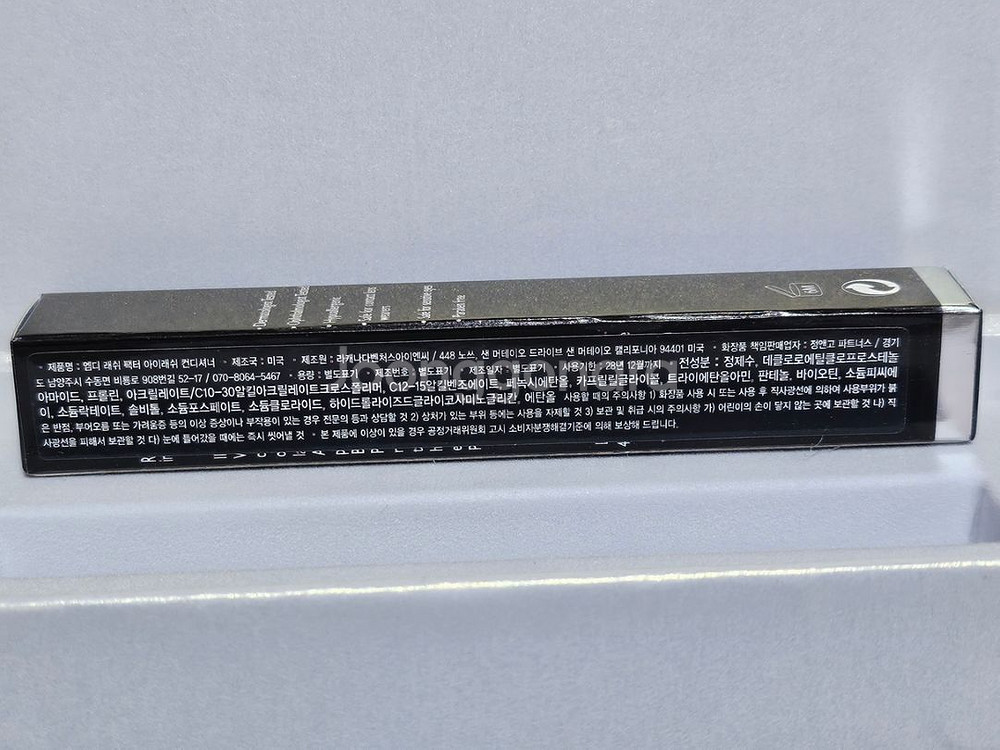 • Dermatologist Tested
• Ophthalmologist Tested
• Hypoallergenic
• Safe for contact lens
wearers
• Safe for sensitive eyes
6M
• 제품명 : 엠디 래쉬 팩터 아이래쉬 컨디셔너 • 제조국 : 미국 • 제조원 : 라캐나다벤처스아이엔씨 / 448 노쓰, 샌 머테이오 드라이브 샌 머테이오 캘리포니아 94401 미국 • 화장품 책임판매업자 : 정앤고 파트너스 / 경기
도 남양주시 수동면 비룡로 908번길 52-17 / 070-8064-5467 • 용량 : 별도표기 • 제조번호 : 별도표기 • 제조일자 : 별도표기 • 사용기한 : 28년 12월까지 전성분 : 정제수, 데클로로에틸클로프로스테놀
아마이드, 프롤린, 아크릴레이트/C10-30알킬아크릴레이트크로스폴리머, C12-15알킬벤조에이트, 페녹시에탄올, 카프릴릴글라이콜, 트라이에탄올아민, 판테놀, 바이오틴, 소듐피씨에
이, 소듐락테이트, 솔비톨, 소듐포스페이트, 소듐클로라이드, 하이드롤라이즈드글라이코사미노글리칸, 에탄올 사용할 때의 주의사항 1) 화장품 사용 시 또는 사용 후 직사광선에 의하여 사용부위가 붉
은 반점, 부어오름 또는 가려움증 등의 이상 증상이나 부작용이 있는 경우 전문의 등과 상담할 것 2) 상처가 있는 부위 등에는 사용을 자제할 것 3) 보관 및 취급 시의 주의사항 가) 어린이의 손이 닿지 않는 곳에 보관할 것 나) 직
사광선을 피해서 보관할 것 다) 눈에 들어갔을 때에는 즉시 씻어낼 것 • 본 제품에 이상이 있을 경우 공정거래위원회 고시 소비자분쟁해결기준에 의해 보상해 드립니다.